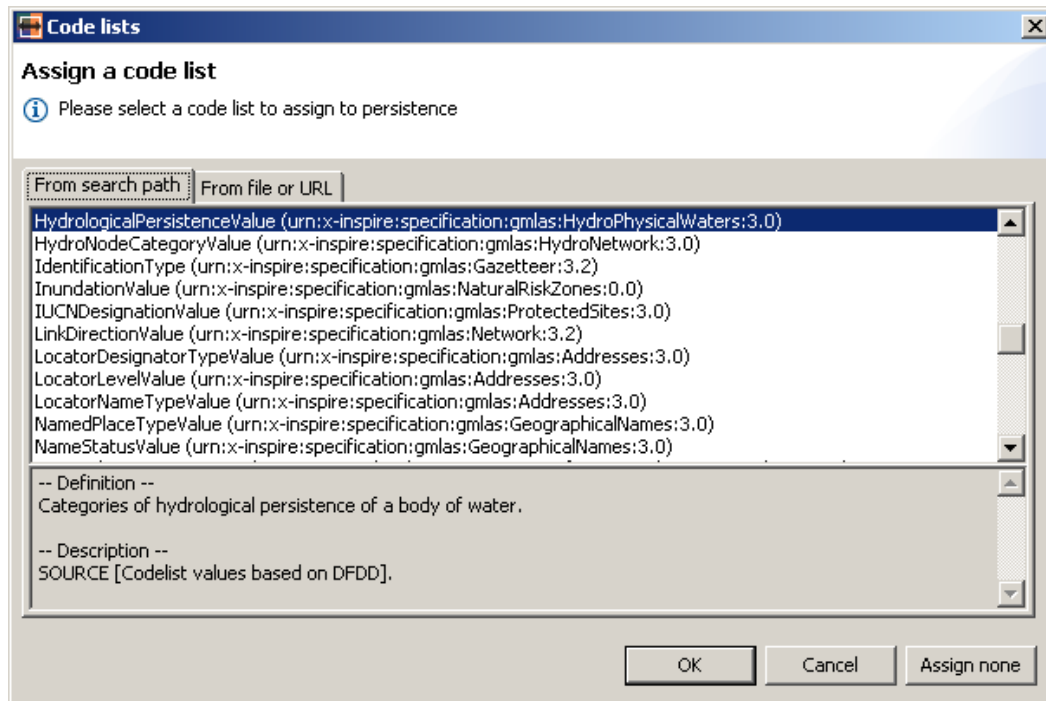 Code lists
Assign a code list
Please select a code list to assign to persistence
From search path From file or URL
HydrologicalPersistenceValue (urn:x-inspire:specification:gmlas:HydroPhysicalWaters:3.0)
HydroNodeCategoryValue (urn:x-inspire:specification:gmlas:HydroNetwork:3.0)
IdentificationType (urn:x-inspire:specification:gmlas:Gazetteer:3.2)
InundationValue (urn:x-inspire:specification:gmlas:NaturalRiskZones:0.0)
IUCNDesignationValue (urn:x-inspire:specification:gmlas:ProtectedSites:3.0)
LinkDirectionValue (urn:x-inspire:specification:gmlas:Network:3.2)
LocatorDesignatorTypeValue (urn:x-inspire:specification:gmlas:Addresses:3.0)
LocatorLevelValue (urn:x-inspire:specification:gmlas:Addresses:3.0)
LocatorNameTypeValue (urn:x-inspire:specification:gmlas:Addresses:3.0)
NamedPlaceTypeValue (urn:x-inspire:specification:gmlas:GeographicalNames:3.0)
NameStatusValue (urn:x-inspire:specification:gmlas:GeographicalNames:3.0)
-- Definition --
Categories of hydrological persistence of a body of water.
-- Description --
SOURCE [Codelist values based on DFDD].
OK Cancel Assign none